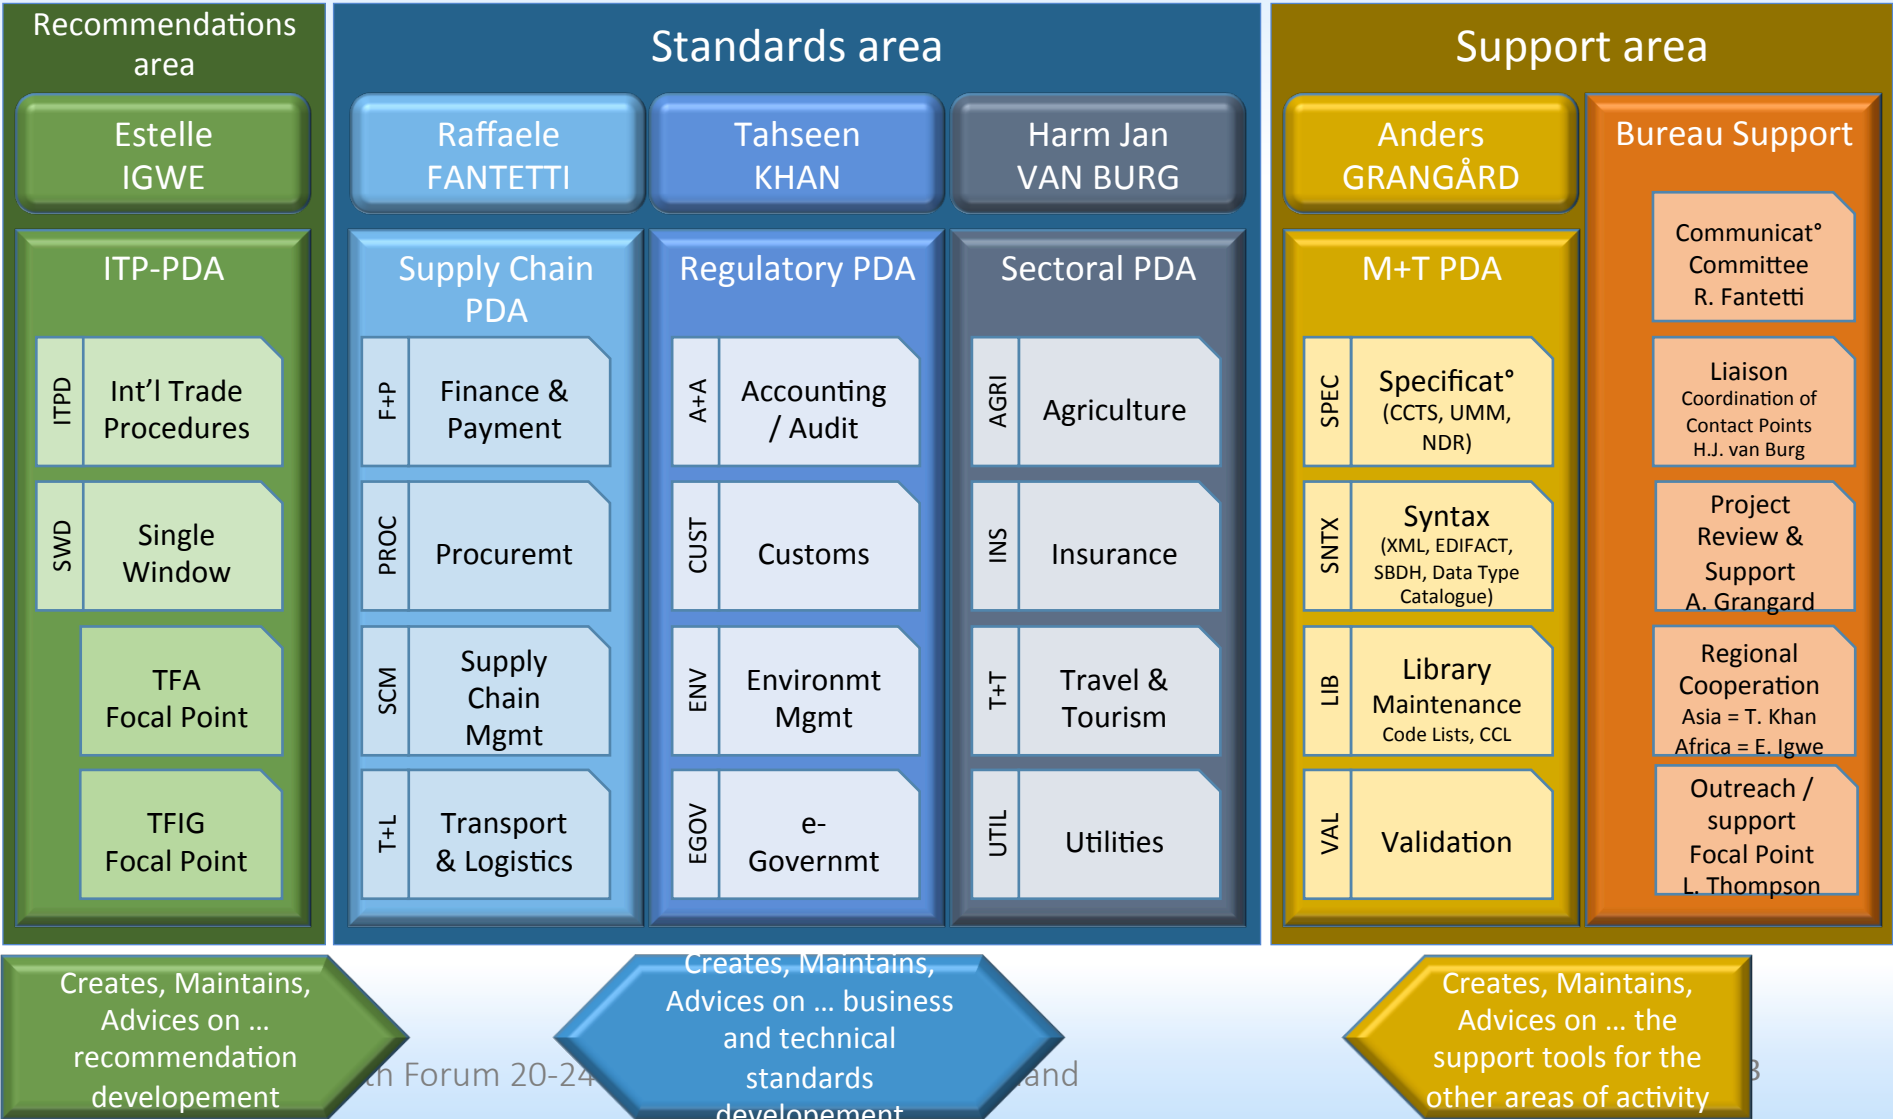 Recommendations
area
Estelle
IGWE
ITP-PDA
ITPD
Int’l Trade
Procedures
SWD
Single
Window
TFA
Focal Point
TFIG
Focal Point
Standards area
Raffaele
FANTETTI
Supply Chain
PDA
F+P
Finance &
Payment
PROC
Procuremt
SCM
Supply
Chain
Mgmt
T+L
Transport
& Logistics
Tahseen
KHAN
Regulatory PDA
A+A
Accounting
/ Audit
CUST
Customs
ENV
Environmt
Mgmt
EGOV
e-
Governmt
Harm Jan
VAN BURG
Sectoral PDA
AGRI
Agriculture
INS
Insurance
T+T
Travel &
Tourism
UTIL
Utilities
Support area
Anders
GRANGÅRD
M+T PDA
SPEC
Specificat°
(CCTS, UMM,
NDR)
SNTX
Syntax
(XML, EDIFACT,
SBDH, Data Type
Catalogue)
LIB
Library
Maintenance
Code Lists, CCL
VAL
Validation
Bureau Support
Communicat°
Committee
R. Fantetti
Liaison
Coordination of
Contact Points
H.J. van Burg
Project
Review &
Support
A. Grangard
Regional
Cooperation
Asia = T. Khan
Africa = E. Igwe
Outreach /
support
Focal Point
L. Thompson
Creates, Maintains,
Advices on ...
recommendation
developement
Creates, Maintains,
Advices on ... business
and technical
standards
developement
Creates, Maintains,
Advices on ... the
support tools for the
other areas of activity
Forum 20-24